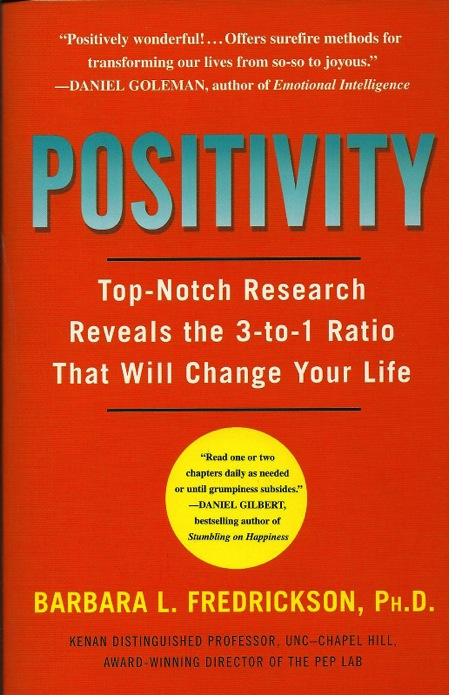 “Positively wonderful!... Offers surefire methods for
transforming our lives from so-so to joyous.”
—DANIEL GOLEMAN, author of Emotional Intelligence
POSITIVITY
Top-Notch Research
Reveals the 3-to-1 Ratio
That Will Change Your Life
“Read one or two
chapters daily as needed
or until grumpiness subsides.”
—DANIEL GILBERT,
bestselling author of
Stumbling on Happiness
BARBARA L. FREDRICKSON, PH.D.
KENAN DISTINGUISHED PROFESSOR, UNC–CHAPEL HILL,
AWARD-WINNING DIRECTOR OF THE PEP LAB